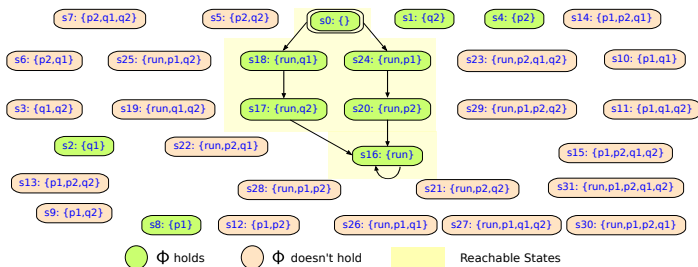 s7: {p2,q1,q2}
s5: {p2,q2}
s0: {}
s1: {q2}
s4: {p2}
s14: {p1,p2,q1}
s6: {p2,q1}
s25: {run,p1,q2}
s18: {run,q1}
s24: {run,p1}
s23: {run,p2,q1,q2}
s10: {p1,q1}
s3: {q1,q2}
s19: {run,q1,q2}
s17: {run,q2}
s20: {run,p2}
s29: {run,p1,p2,q2}
s11: {p1,q1,q2}
s2: {q1}
s22: {run,p2,q1}
s16: {run}
s15: {p1,p2,q1,q2}
s13: {p1,p2,q2}
s28: {run,p1,p2}
s21: {run,p2,q2}
s31: {run,p1,p2,q1,q2}
s9: {p1,q2}
s8: {p1}
s12: {p1,p2}
s26: {run,p1,q1}
s27: {run,p1,q1,q2}
s30: {run,p1,p2,q1}
Φ holds
Φ doesn't hold
Reachable States